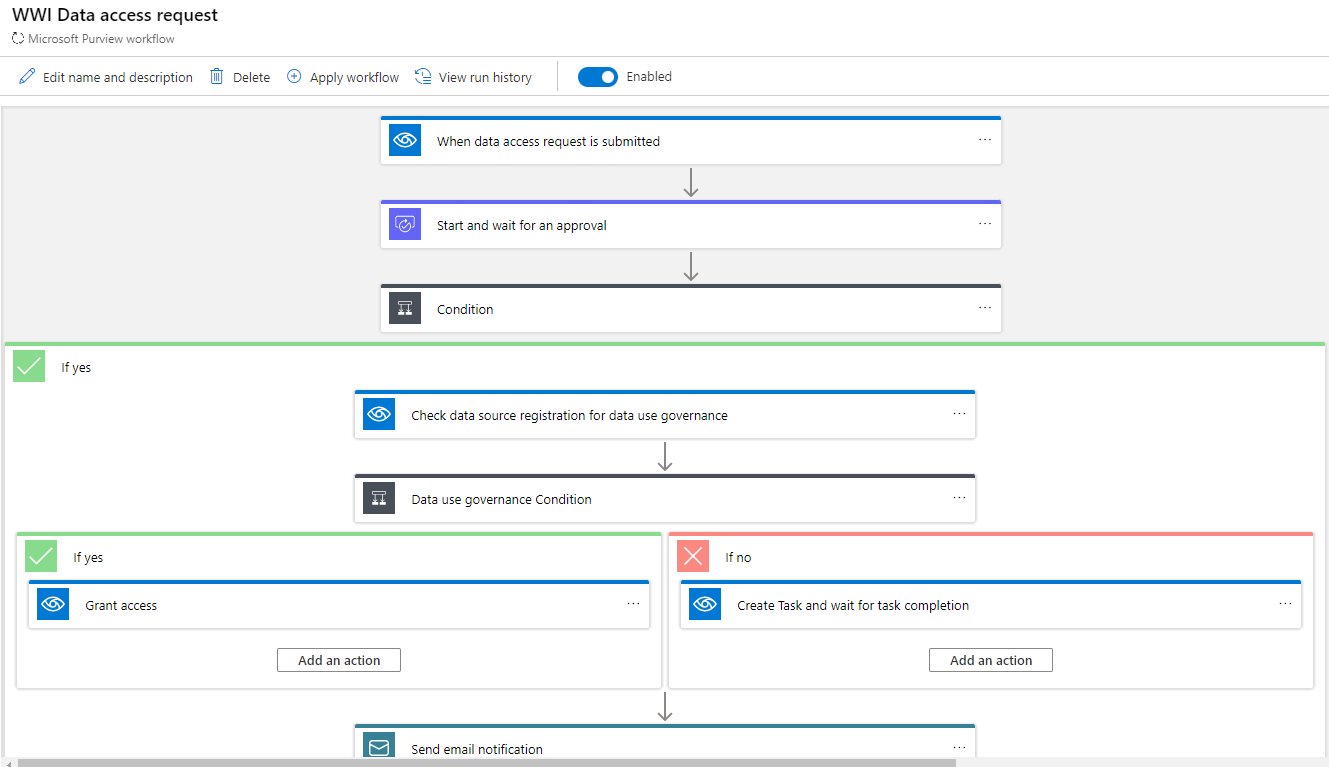 WWI Data access request
Microsoft Purview workflow
Edit name and description Delete Apply workflow View run history Enabled
When data access request is submitted
Start and wait for an approval
Condition
If yes
Check data source registration for data use governance
Data use governance Condition
If yes
Grant access
Add an action
If no
Create Task and wait for task completion
Add an action
Send email notification